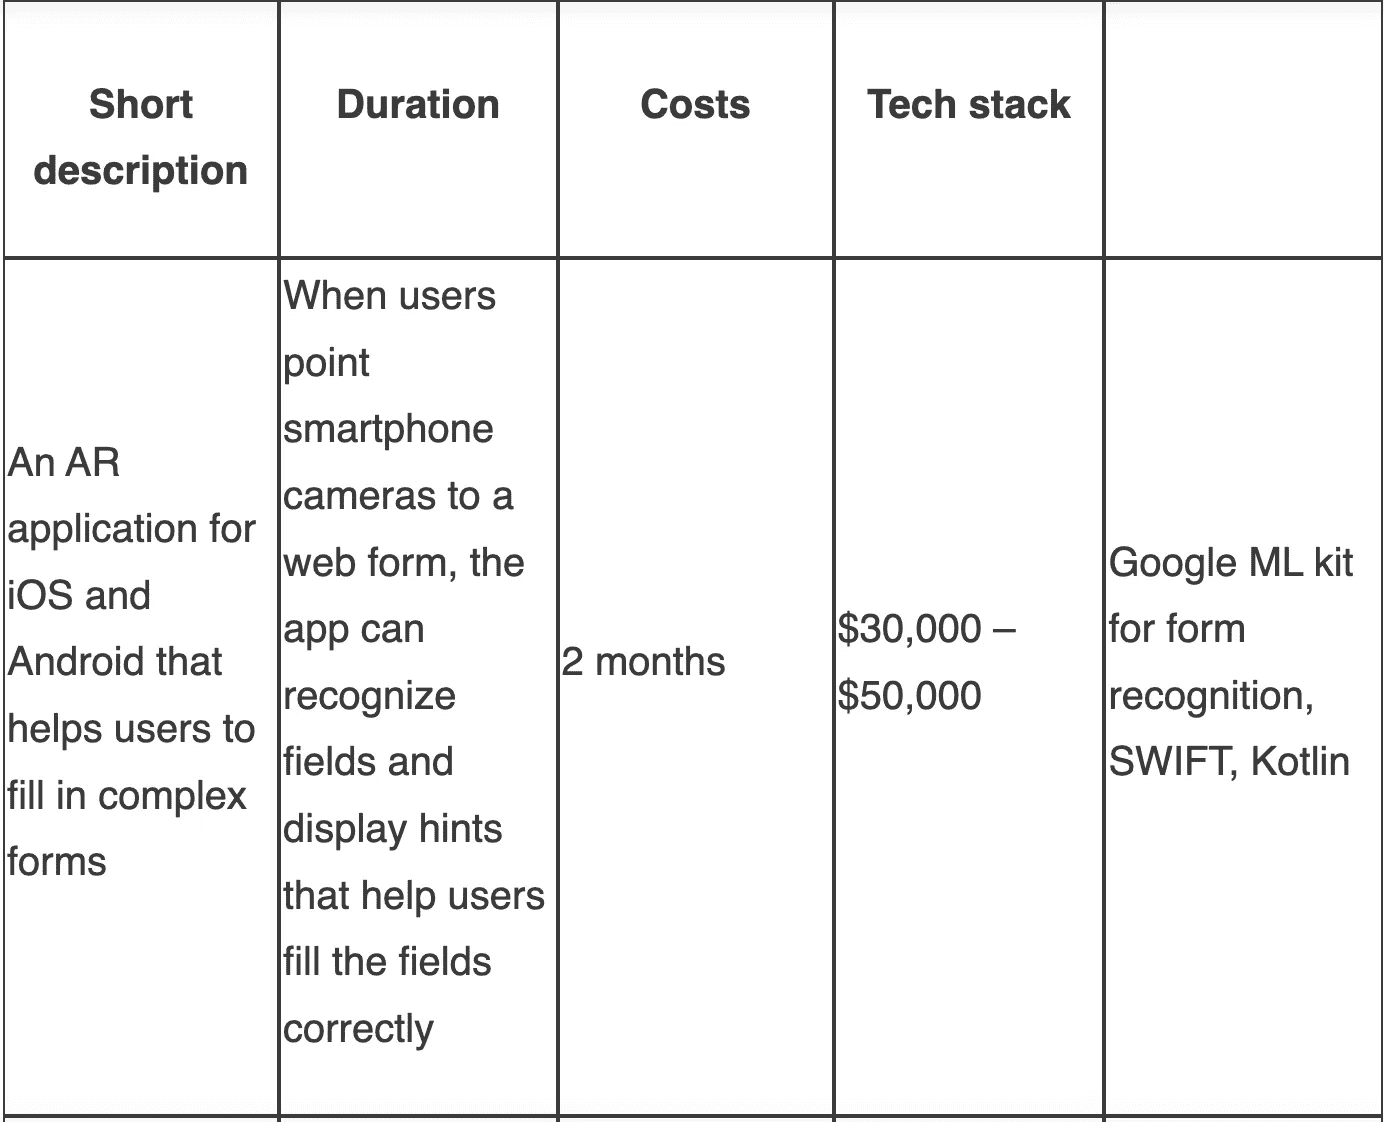 Short
description
Duration
Costs
Tech stack
An AR
application for
iOS and
Android that
helps users to
fill in complex
forms
When users
point
smartphone
cameras to a
web form, the
app can
recognize
fields and
display hints
that help users
fill the fields
correctly
2 months
$30,000 –
$50,000
Google ML kit
for form
recognition,
SWIFT, Kotlin